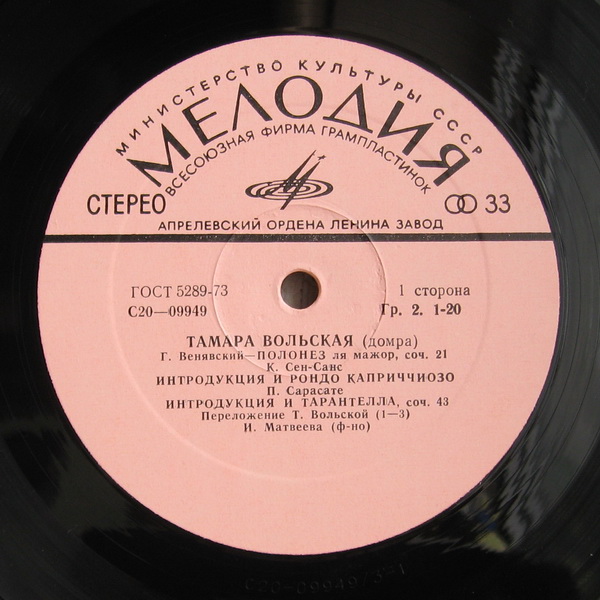 МИНИСТЕРСТВО КУЛЬТУРЫ СССР
МЕЛОДИЯ
ВСЕСОЮЗНАЯ ФИРМА ГРАМПЛАСТИНОК
СТЕРЕО
33
АПРЕЛЕВСКИЙ ОРДЕНА ЛЕНИНА ЗАВОД
ГОСТ 5289-73
1 сторона
С20—09949
Гр. 2. 1-20
ТАМАРА ВОЛЬСКАЯ (домра)
Г. Венявский—ПОЛОНЕЗ ля мажор, соч. 21
К. Сен-Санс
ИНТРОДУКЦИЯ И РОНДО КАПРИЧЧИОЗО
П. Сарасате
ИНТРОДУКЦИЯ И ТАРАНТЕЛЛА, соч. 43
Переложение Т. Вольской (1—3)
И. Матвеева (ф-но)